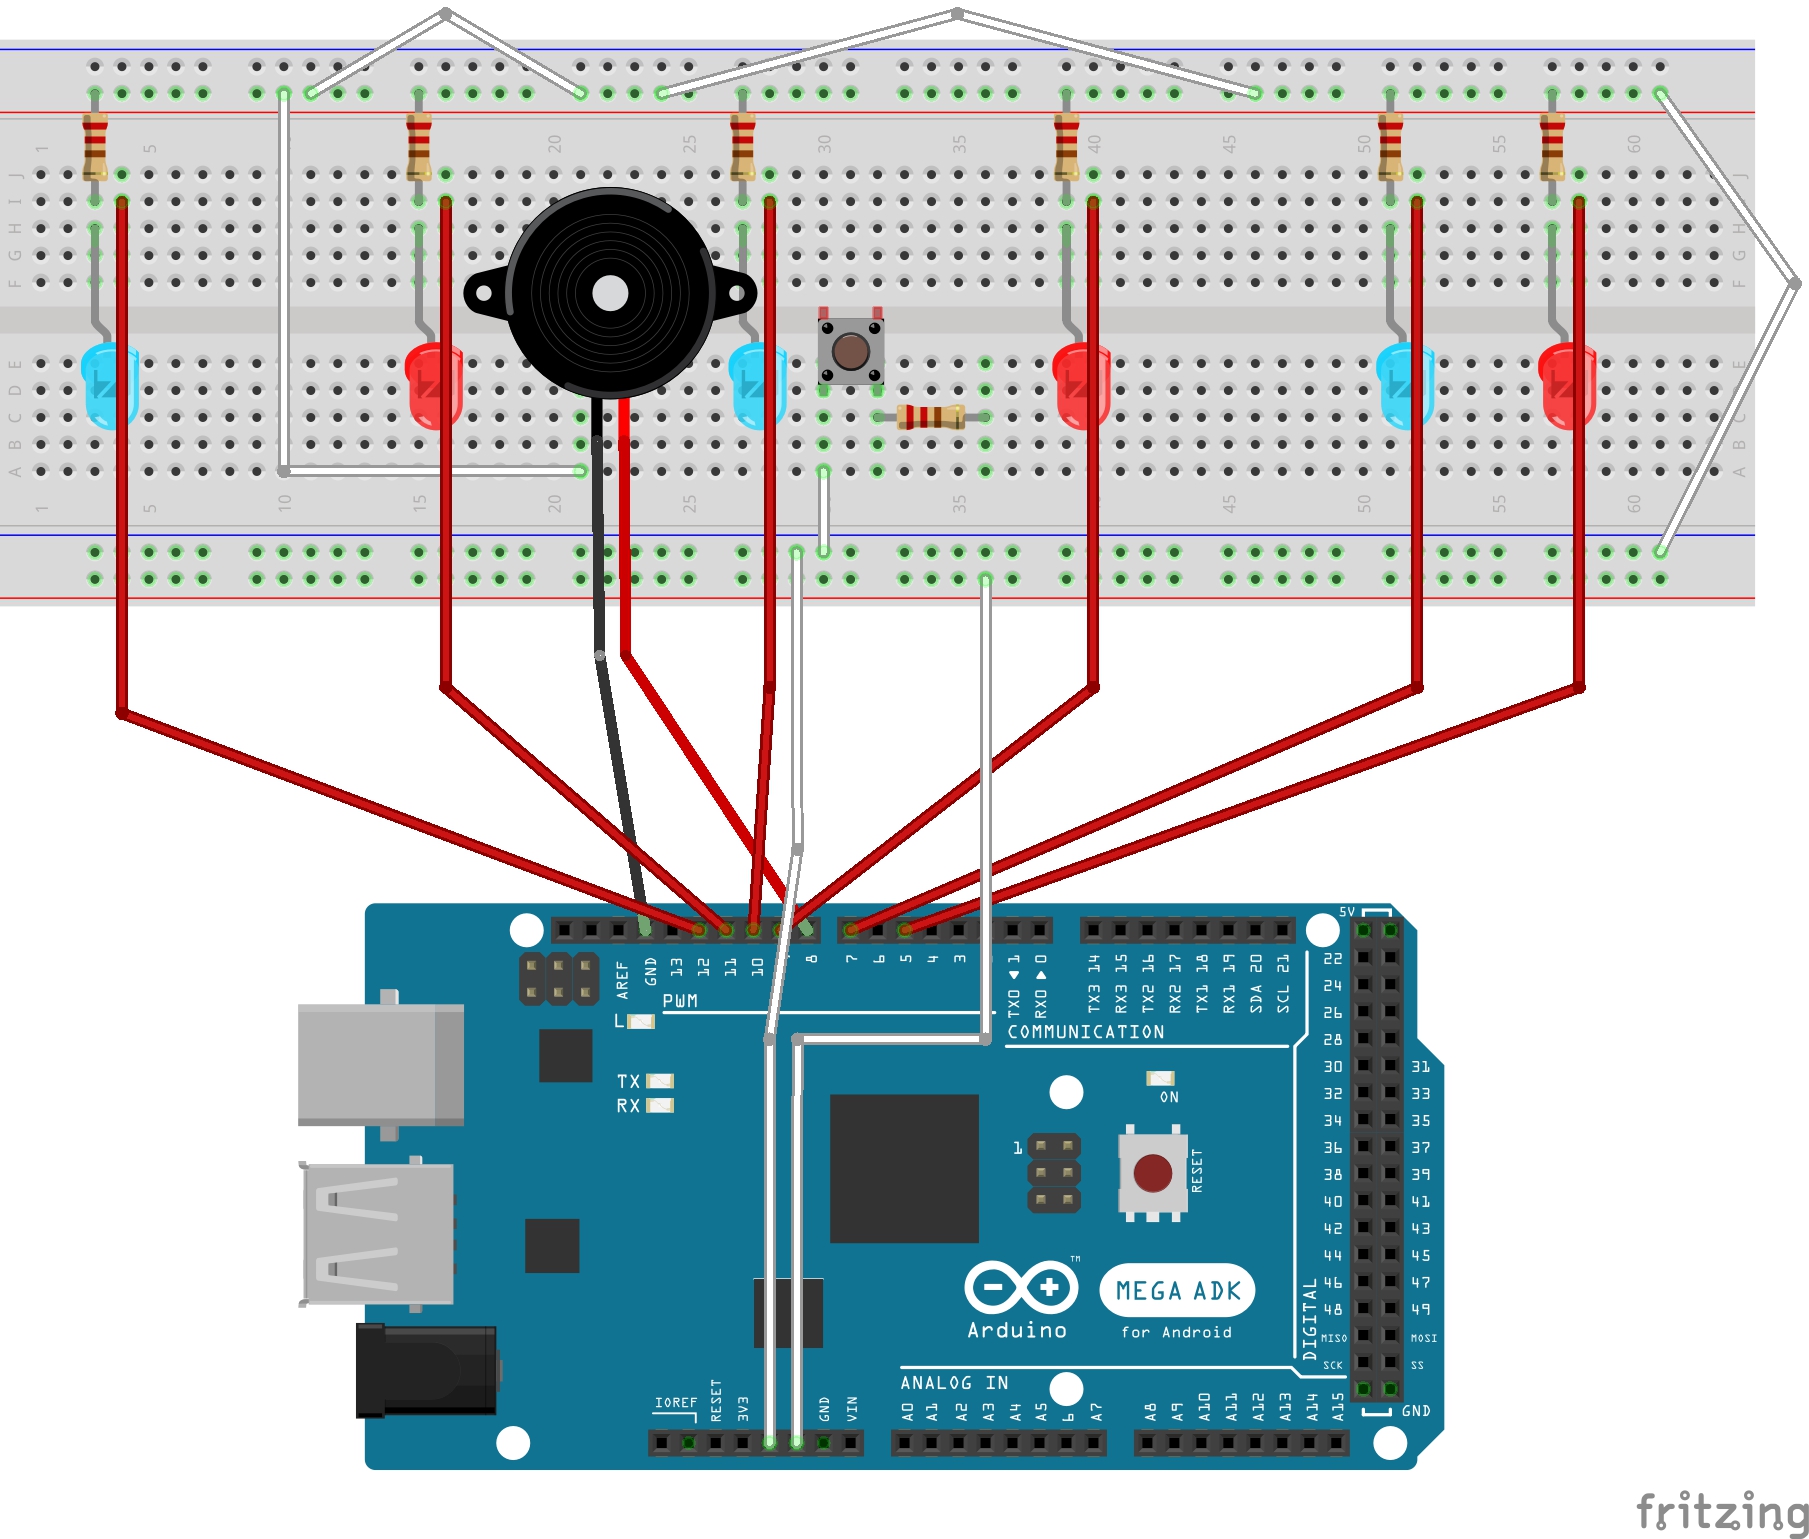 1 5 20 25 30 35 40 45 50 55 60
J J
I I
H H
G G
F F
E E
D D
C C
B B
A A
1 5 10 15 20 25 35 45 50 55 60
AREF GND 13 12 11 10 8 7 6 5 4 3 TX0 1 RX0 0 TX3 14 RX3 15 TX2 16 RX2 17 TX1 18 RX1 19 SDA 20 SCL 21
5V
PWM
L
COMMUNICATION
TX
RX
ON
1
RESET
22
24
26
28
30 31
32 33
34 35
36 37
38 39
40 41
42 43
44 45
46 47
48 49
MISO MOSI
SCK SS
GND
DIGITAL
TM
MEGA ADK
Arduino
for Android
ANALOG IN
IOREF RESET 3V3 GND VIN A0 A1 A2 A3 A4 A5 6 A7 A8 A9 A10 A11 A12 A13 A14 A15
fritzing